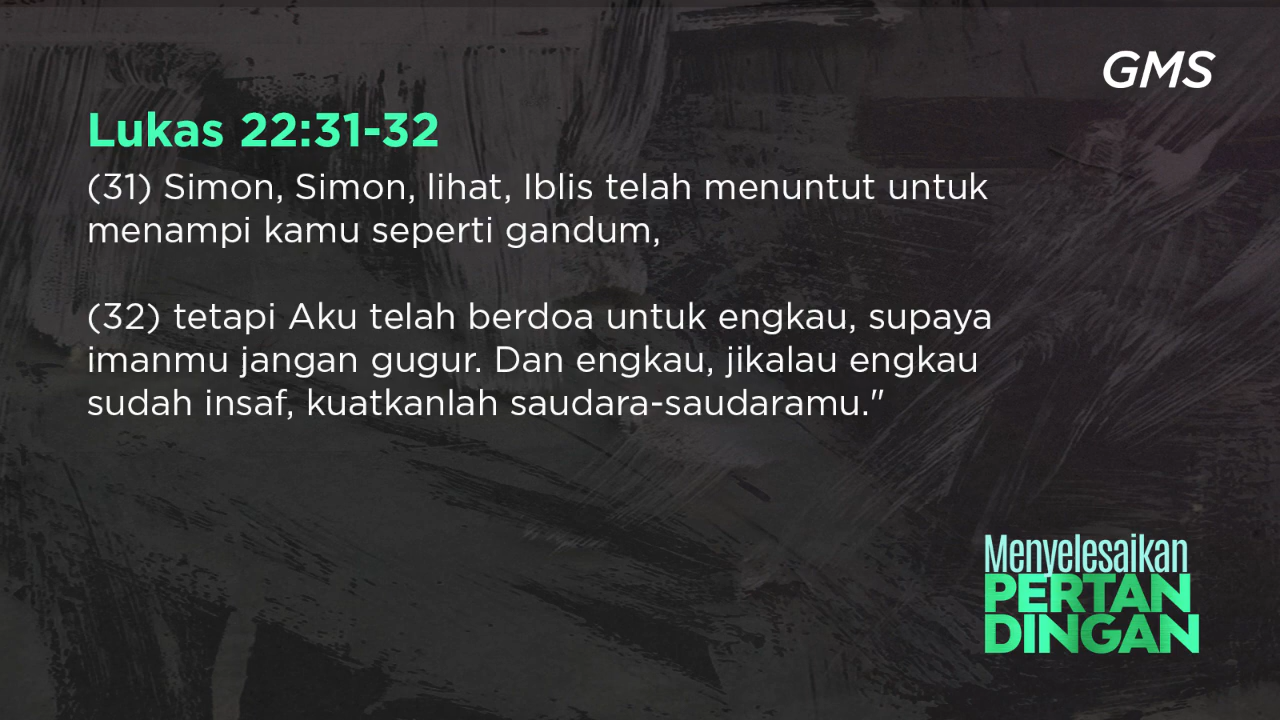 GMS
Lukas 22:31-32
(31) Simon, Simon, lihat, Iblis telah menuntut untuk
menampi kamu seperti gandum,
(32) tetapi Aku telah berdoa untuk engkau, supaya
imanmu jangan gugur. Dan engkau, jikalau engkau
sudah insaf, kuatkanlah saudara-saudaramu."
Menyelesaikan
PERTAN
DINGAN